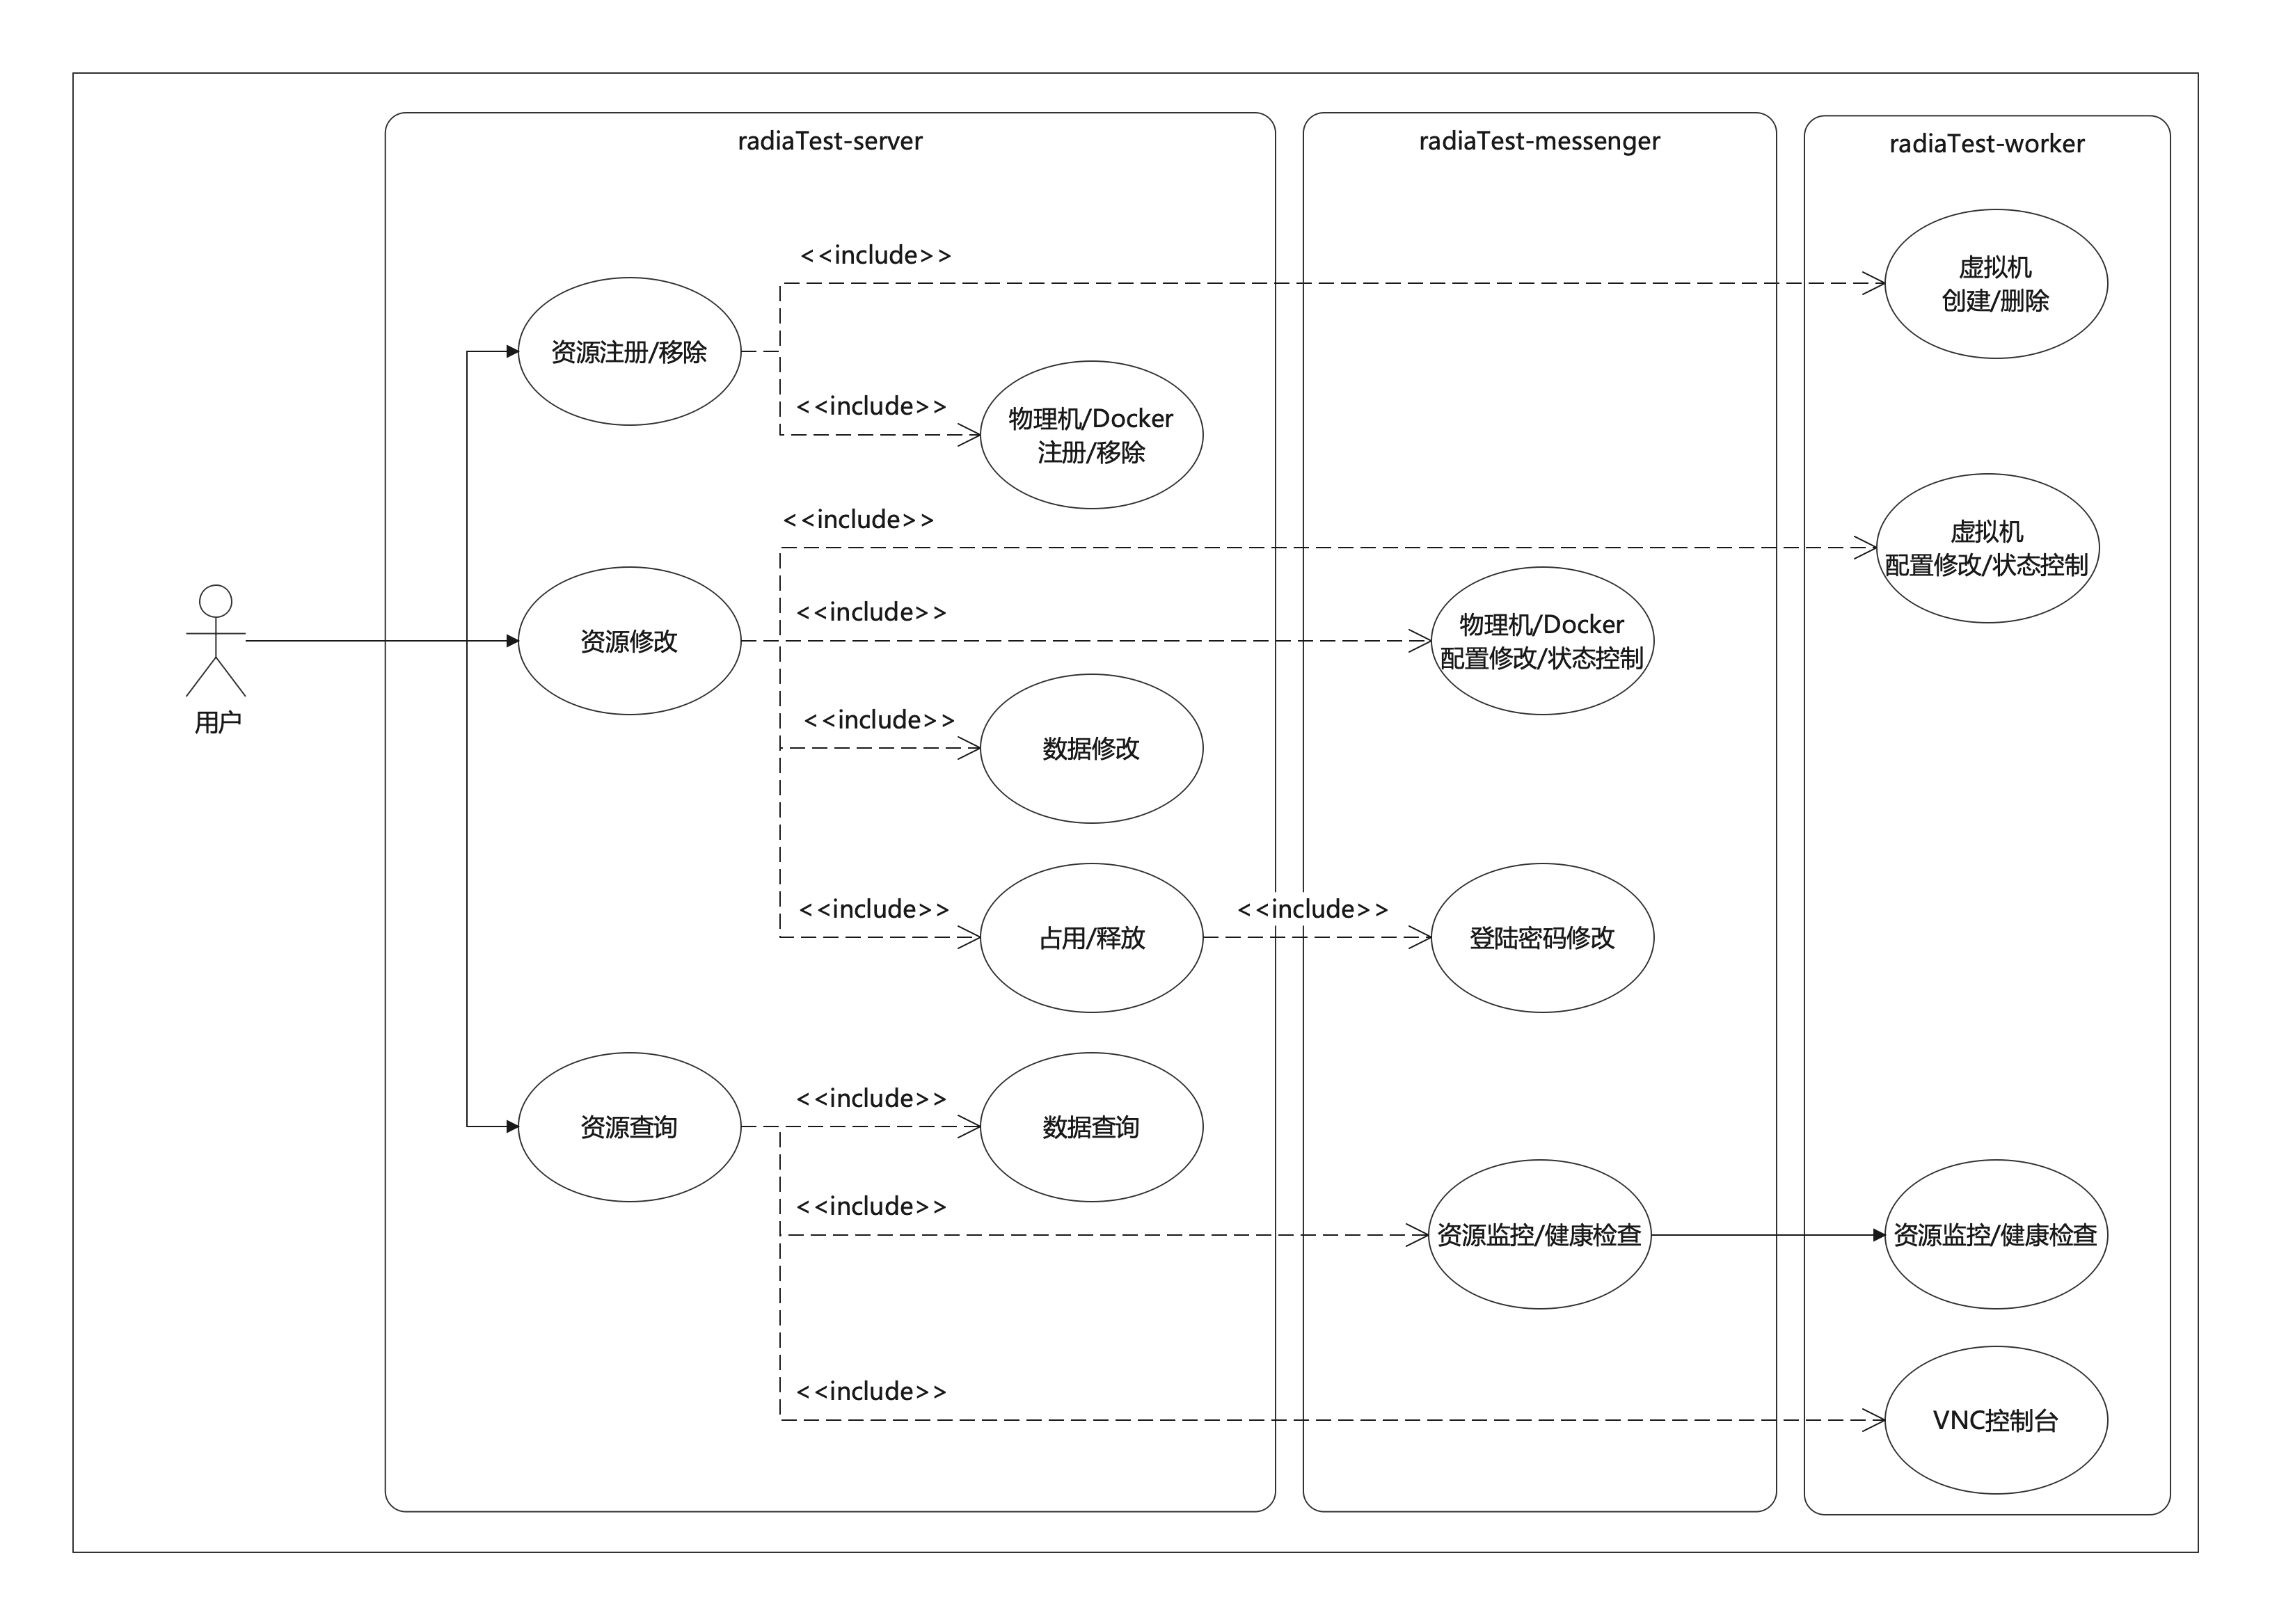 radiaTest-server
radiaTest-messenger
radiaTest-worker
<<include>>
虚拟机
创建/删除
资源注册/移除
<<include>>
物理机/Docker
注册/移除
<<include>>
虚拟机
配置修改/状态控制
<<include>>
物理机/Docker
配置修改/状态控制
资源修改
用户
<<include>>
数据修改
<<include>>
占用/释放
<<include>>
登陆密码修改
<<include>>
资源查询
数据查询
<<include>>
资源监控/健康检查
资源监控/健康检查
<<include>>
VNC控制台